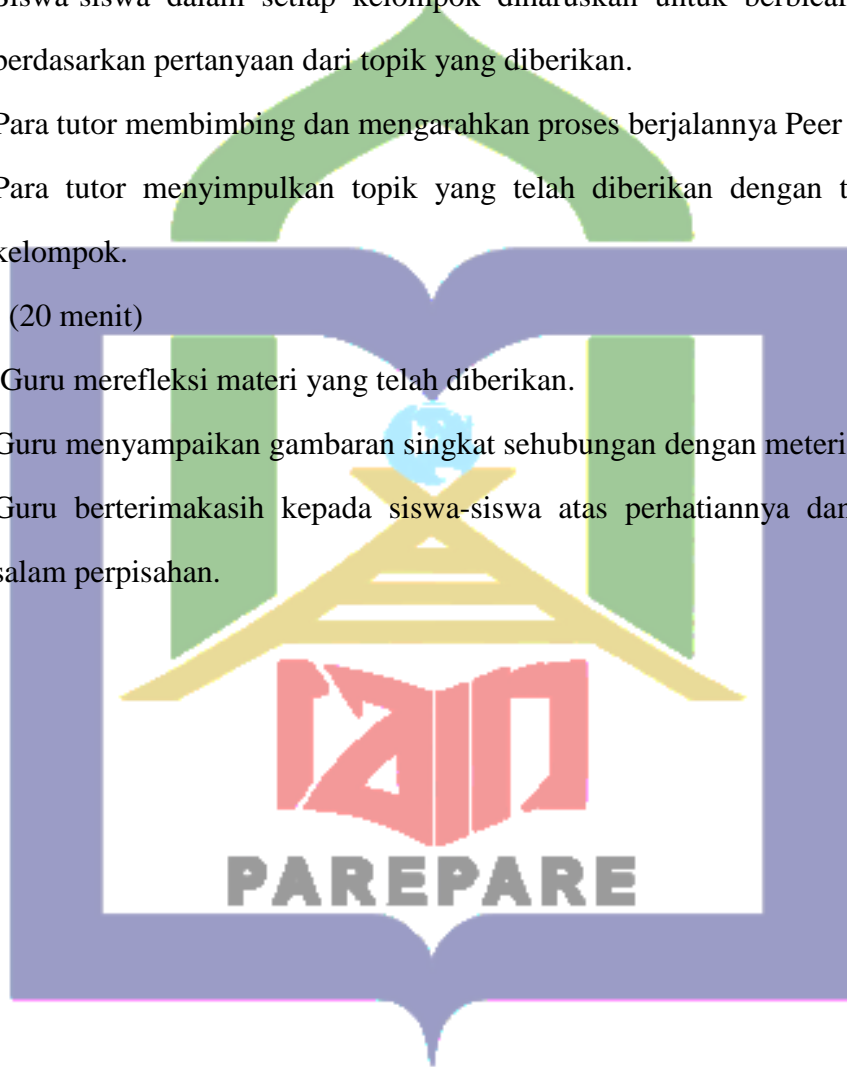 Siswa-siswa dalam setiap kelompok diharuskan untuk berbicar
berdasarkan pertanyaan dari topik yang diberikan.
Para tutor membimbing dan mengarahkan proses berjalannya Peer
Para tutor menyimpulkan topik yang telah diberikan dengan t
kelompok.
(20 menit)
Guru merefleksi materi yang telah diberikan.
Guru menyampaikan gambaran singkat sehubungan dengan meteri
Guru berterimakasih kepada siswa-siswa atas perhatiannya dan
salam perpisahan.
iain
PAREPARE